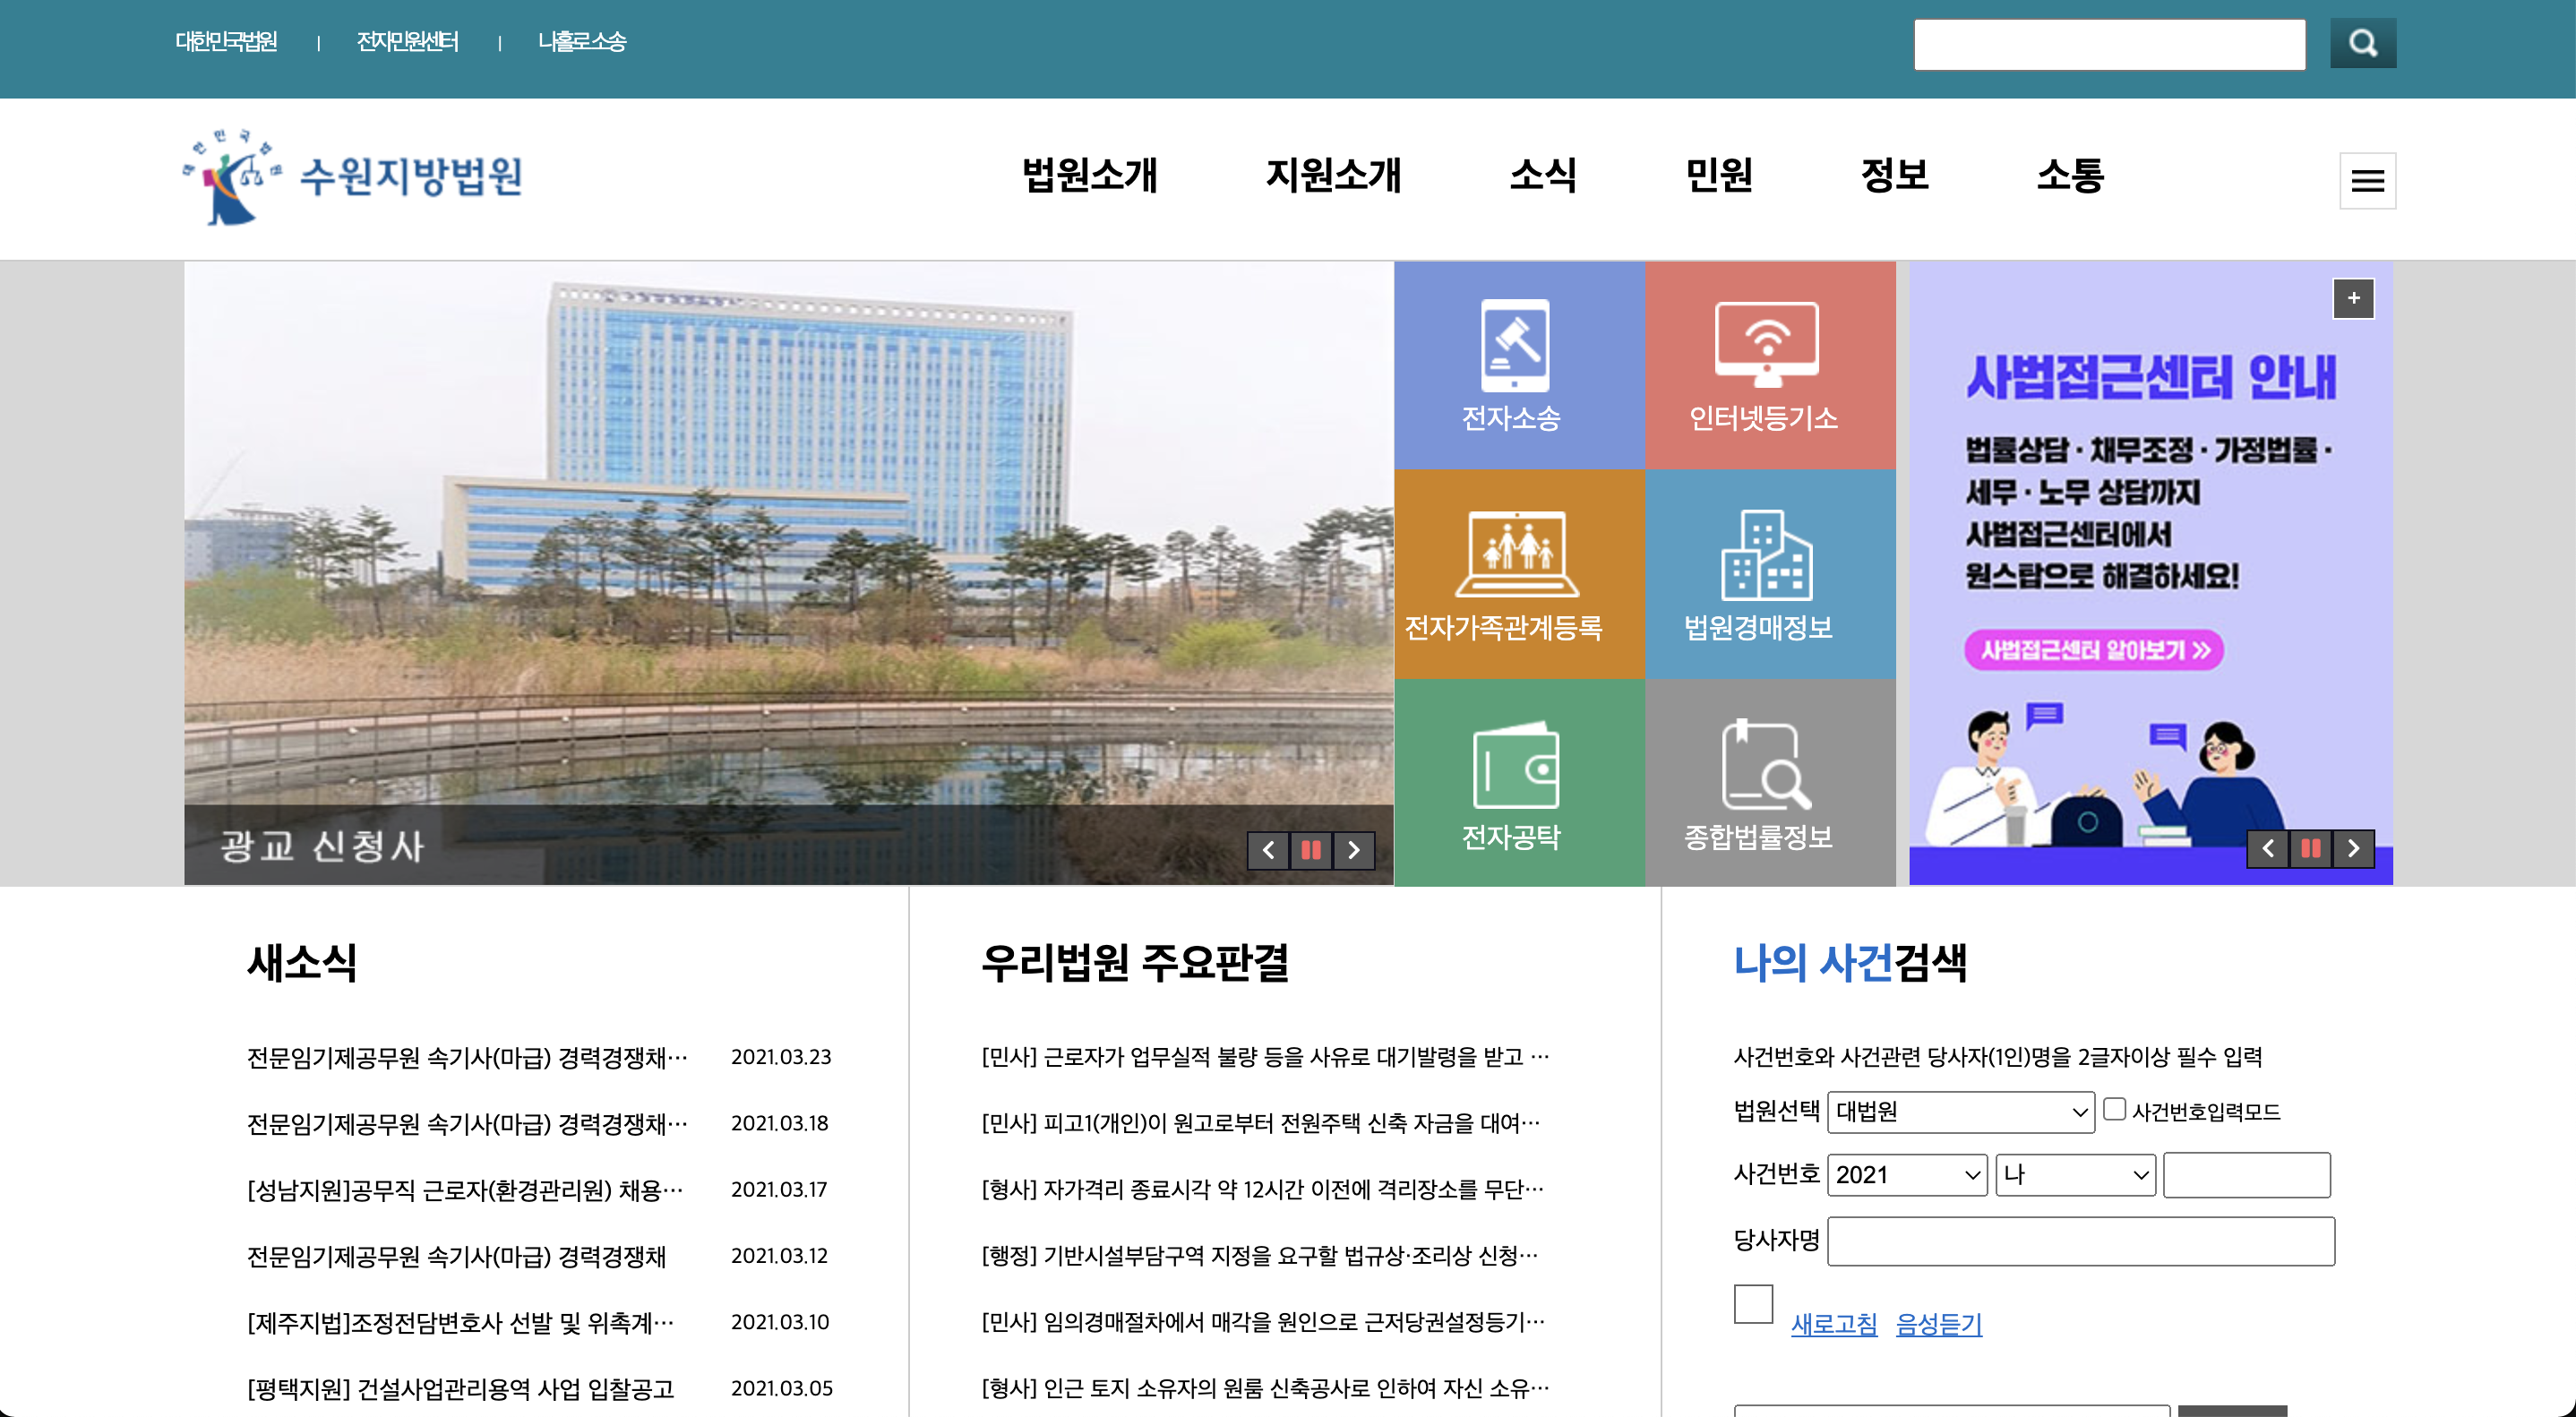 대한민국법원 | 전자민원센터 | 나홀로 소송
대한민국법원
수원지방법원
법원소개 지원소개 소식 민원 정보 소통
전자소송
인터넷등기소
전자가족관계등록
법원경매정보
전자공탁
종합법률정보
광교 신청사
+
사법접근센터 안내
법률상담 · 채무조정 · 가정법률 ·
세무 · 노무 상담까지
사법접근센터에서
원스탑으로 해결하세요!
사법접근센터 알아보기 »
새소식
전문임기제공무원 속기사(마급) 경력경쟁채… 2021.03.23
전문임기제공무원 속기사(마급) 경력경쟁채… 2021.03.18
[성남지원]공무직 근로자(환경관리원) 채용… 2021.03.17
전문임기제공무원 속기사(마급) 경력경쟁채 2021.03.12
[제주지법]조정전담변호사 선발 및 위촉계… 2021.03.10
[평택지원] 건설사업관리용역 사업 입찰공고 2021.03.05
우리법원 주요판결
[민사] 근로자가 업무실적 불량 등을 사유로 대기발령을 받고 …
[민사] 피고1(개인)이 원고로부터 전원주택 신축 자금을 대여…
[형사] 자가격리 종료시각 약 12시간 이전에 격리장소를 무단…
[행정] 기반시설부담구역 지정을 요구할 법규상·조리상 신청…
[민사] 임의경매절차에서 매각을 원인으로 근저당권설정등기…
[형사] 인근 토지 소유자의 원룸 신축공사로 인하여 자신 소유…
나의 사건검색
사건번호와 사건관련 당사자(1인)명을 2글자이상 필수 입력
법원선택 대법원 사건번호입력모드
사건번호 2021 나
당사자명
새로고침 음성듣기